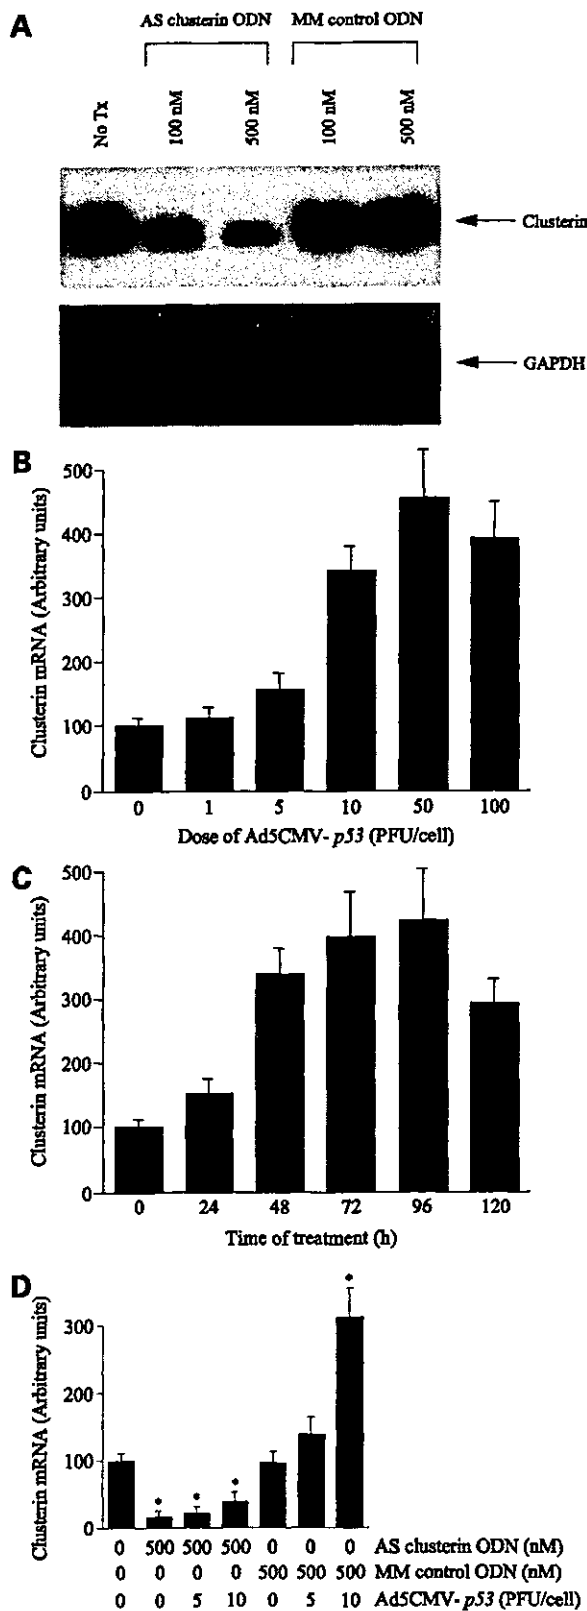 A
AS clusterin ODN MM control ODN
No Tx 100 nM 500 nM 100 nM 500 nM
Clusterin
GAPDH
B
Clusterin mRNA (Arbitrary units)
500
400
300
200
100
0
0 1 5 10 50 100
Dose of Ad5CMV- p53 (PFU/cell)
C
Clusterin mRNA (Arbitrary units)
500
400
300
200
100
0
0 24 48 72 96 120
Time of treatment (h)
D
Clusterin mRNA (Arbitrary units)
300
200
100
0
* * * *
0 500 500 500 0 0 0 AS clusterin ODN (nM)
0 0 0 0 500 500 500 MM control ODN (nM)
0 0 5 10 0 5 10 Ad5CMV- p53 (PFU/cell)